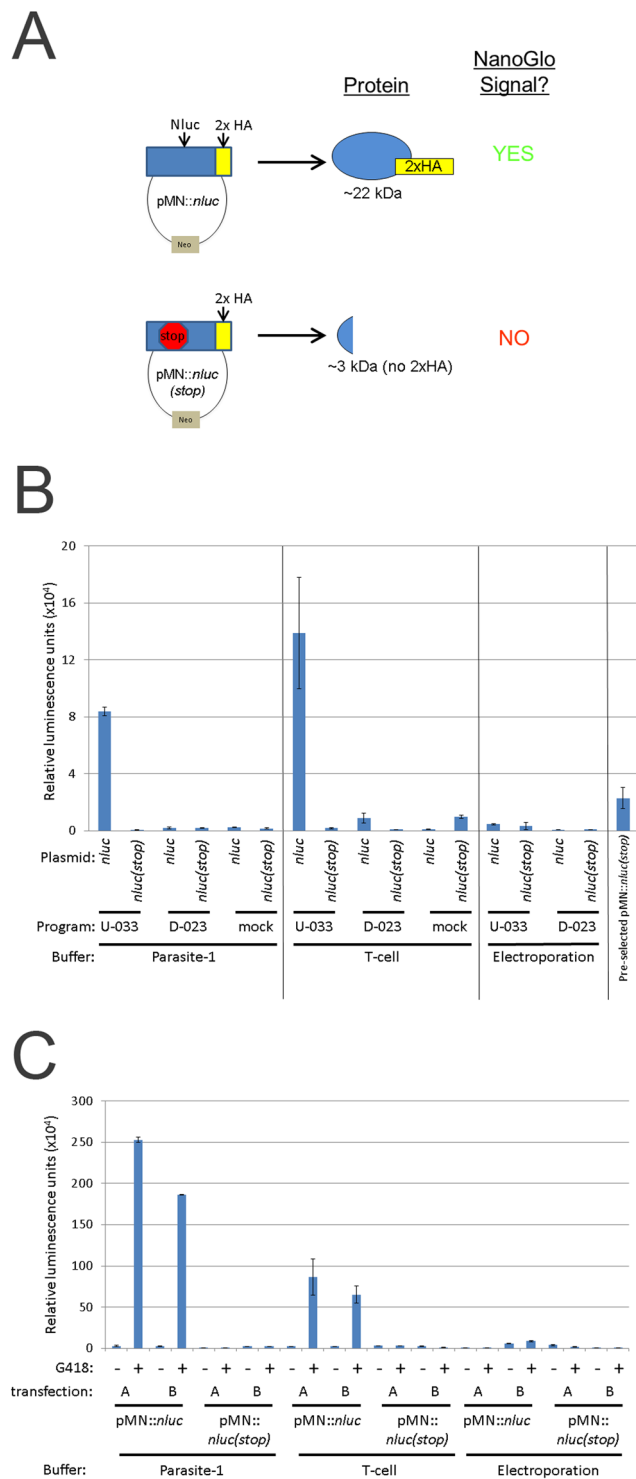 A
Protein
NanoGlo
Signal?
Nluc
2x HA
pMN::nluc
Neo
2xHA
~22 kDa
YES
2x HA
stop
pMN::nluc
(stop)
Neo
~3 kDa (no 2xHA)
NO
B
Relative luminescence units (x10⁴)
20
16
12
8
4
0
Plasmid: nluc nluc(stop) nluc nluc(stop) nluc nluc(stop) nluc nluc(stop) nluc nluc(stop) nluc nluc(stop) nluc nluc(stop) nluc nluc(stop) Pre-selected pMN::nluc(stop)
Program: U-033 D-023 mock U-033 D-023 mock U-033 D-023
Buffer: Parasite-1 T-cell Electroporation
C
Relative luminescence units (x10⁴)
300
250
200
150
100
50
0
G418: - + - + - + - + - + - + - + - + - + - + - + - +
transfection: A B A B A B A B A B A B
pMN::nluc pMN:: nluc(stop) pMN::nluc pMN:: nluc(stop) pMN::nluc pMN:: nluc(stop)
Buffer: Parasite-1 T-cell Electroporation